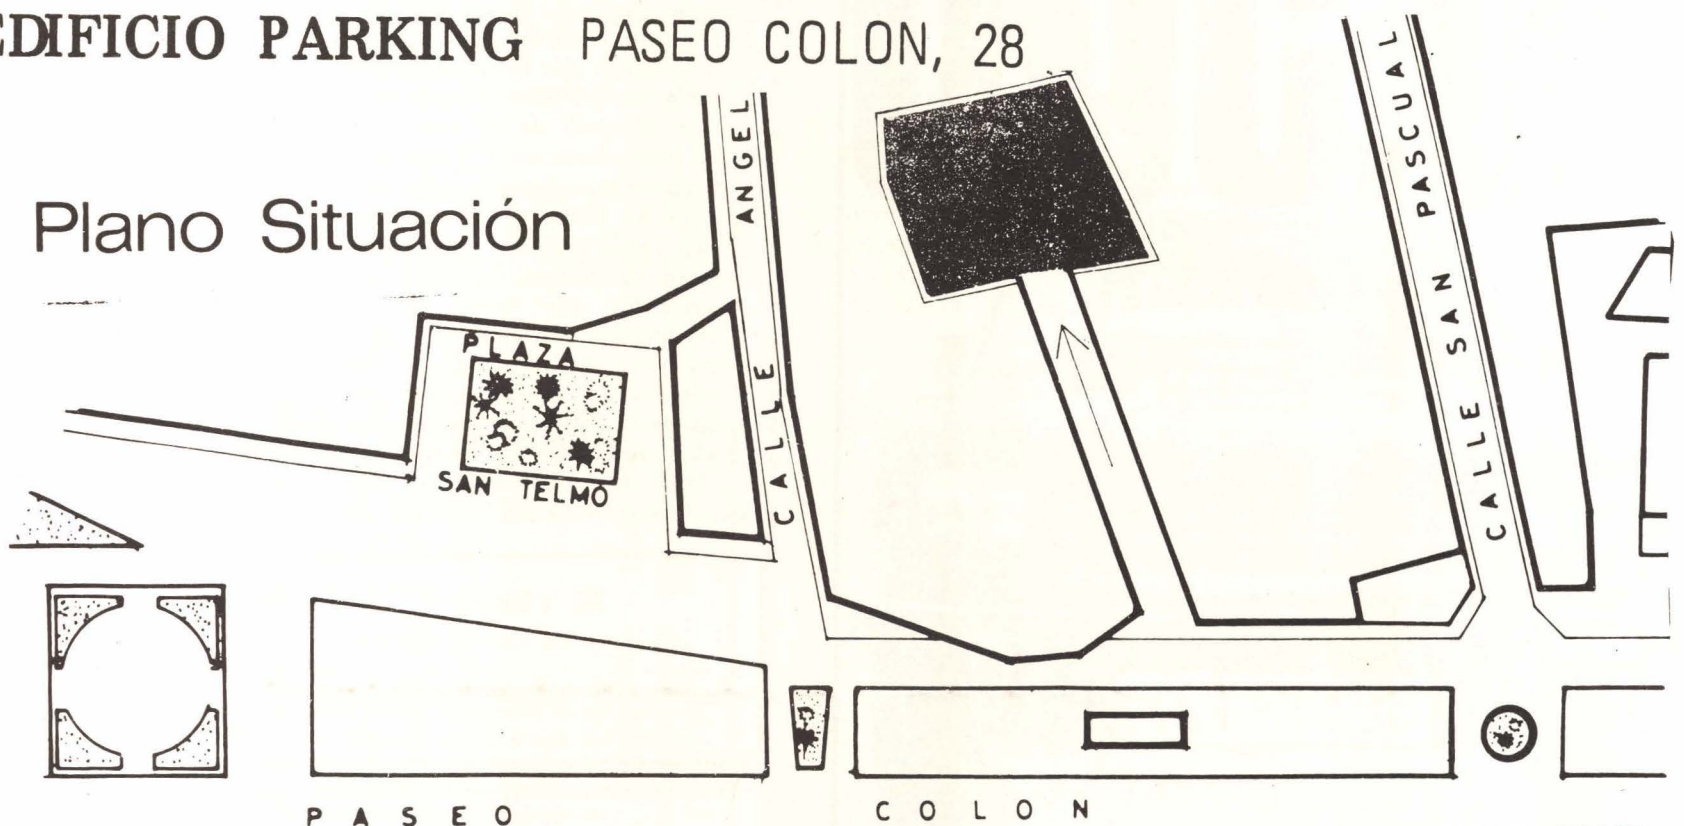 EDIFICIO PARKING PASEO COLON, 28
Plano Situación
PLAZA
SAN TELMO
CALLE ANGEL
CALLE SAN PASCUAL
PASEO COLON